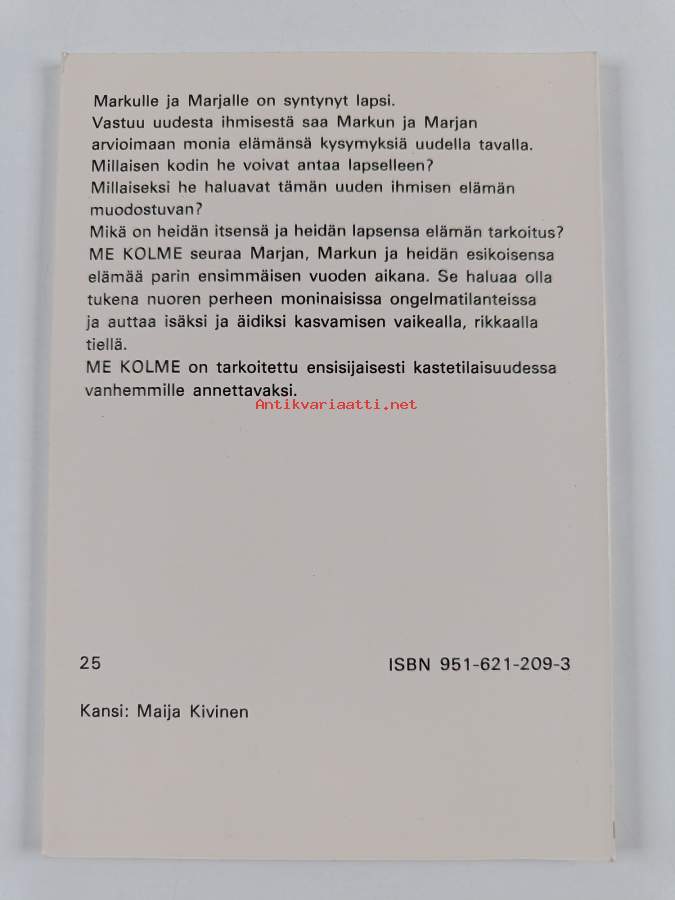 Markulle ja Marjalle on syntynyt lapsi.
Vastuu uudesta ihmisestä saa Markun ja Marjan
arvioimaan monia elämänsä kysymyksiä uudella tavalla.
Millaisen kodin he voivat antaa lapselleen?
Millaiseksi he haluavat tämän uuden ihmisen elämän
muodostuvan?
Mikä on heidän itsensä ja heidän lapsensa elämän tarkoitus?
ME KOLME seuraa Marjan, Markun ja heidän esikoisensa
elämää parin ensimmäisen vuoden aikana. Se haluaa olla
tukena nuoren perheen moninaisissa ongelmatilanteissa
ja auttaa isäksi ja äidiksi kasvamisen vaikealla, rikkaalla
tiellä.
ME KOLME on tarkoitettu ensisijaisesti kastetilaisuudessa
vanhemmille annettavaksi.
Antikvariaatti.net
25 ISBN 951-621-209-3
Kansi: Maija Kivinen